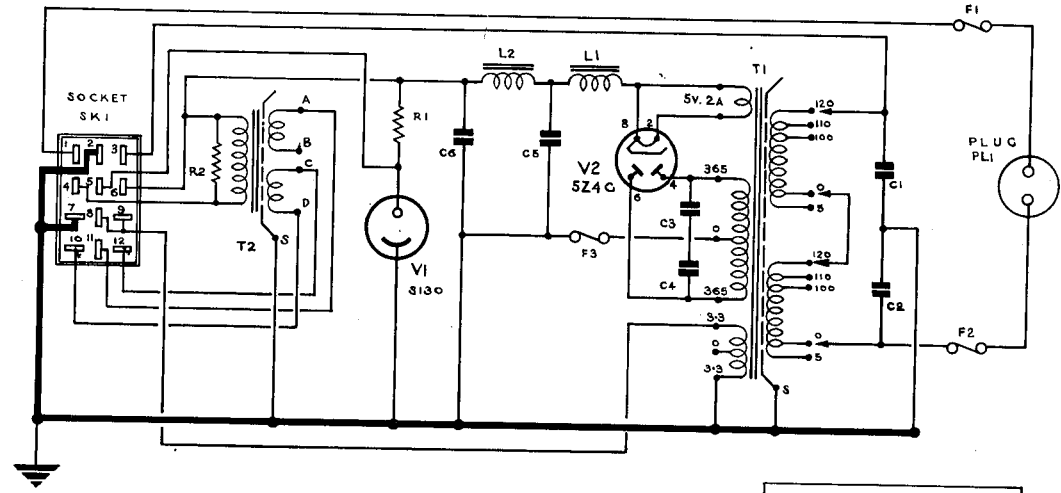 F1
SOCKET
SK1
1
2
3
4
5
6
7
8
9
10
11
12
R2
T2
A
B
C
D
S
R1
V1
S130
L2
L1
C6
C5
5V. 2A
8
2
V2
5Z4G
6
4
365
0
365
C3
C4
F3
3·3
0
3·3
T1
120
110
100
0
5
120
110
100
0
5
S
C1
C2
F2
PLUG
PL1